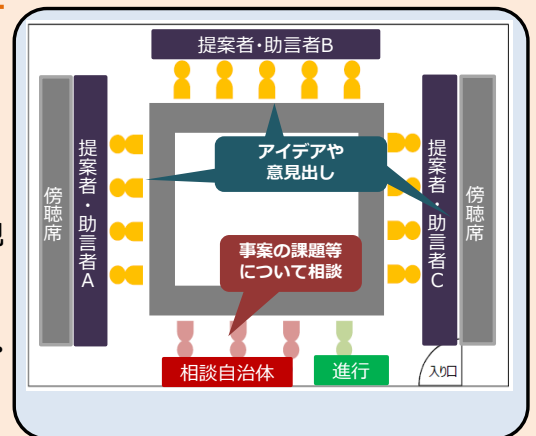 提案者・助言者B
傍聴席
提案者・助言者A
アイデアや
意見出し
提案者・助言者C
傍聴席
事案の課題等
について相談
相談自治体
進行
入り口